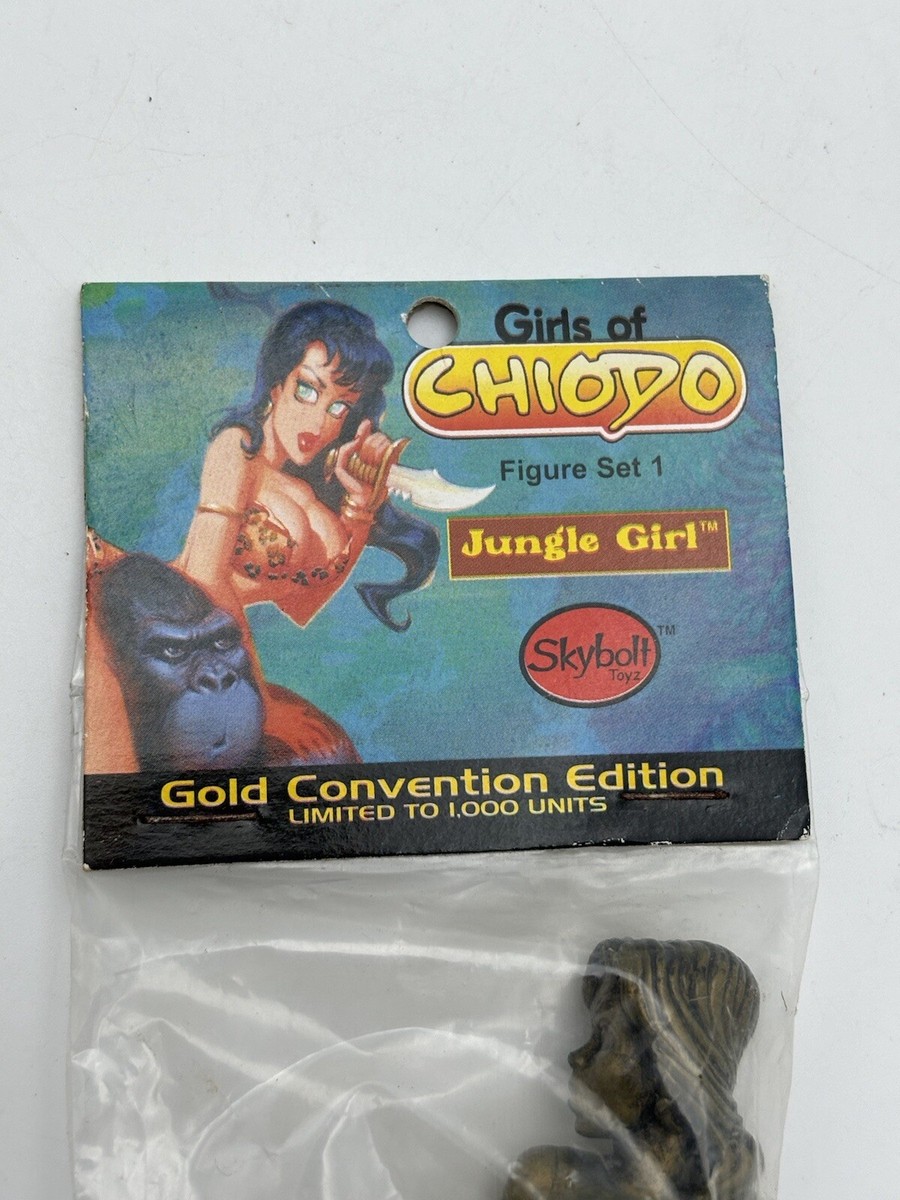 Girls of
CHIODO
Figure Set 1
Jungle Girl™
Skybolt™
Toyz
Gold Convention Edition
LIMITED TO 1,000 UNITS